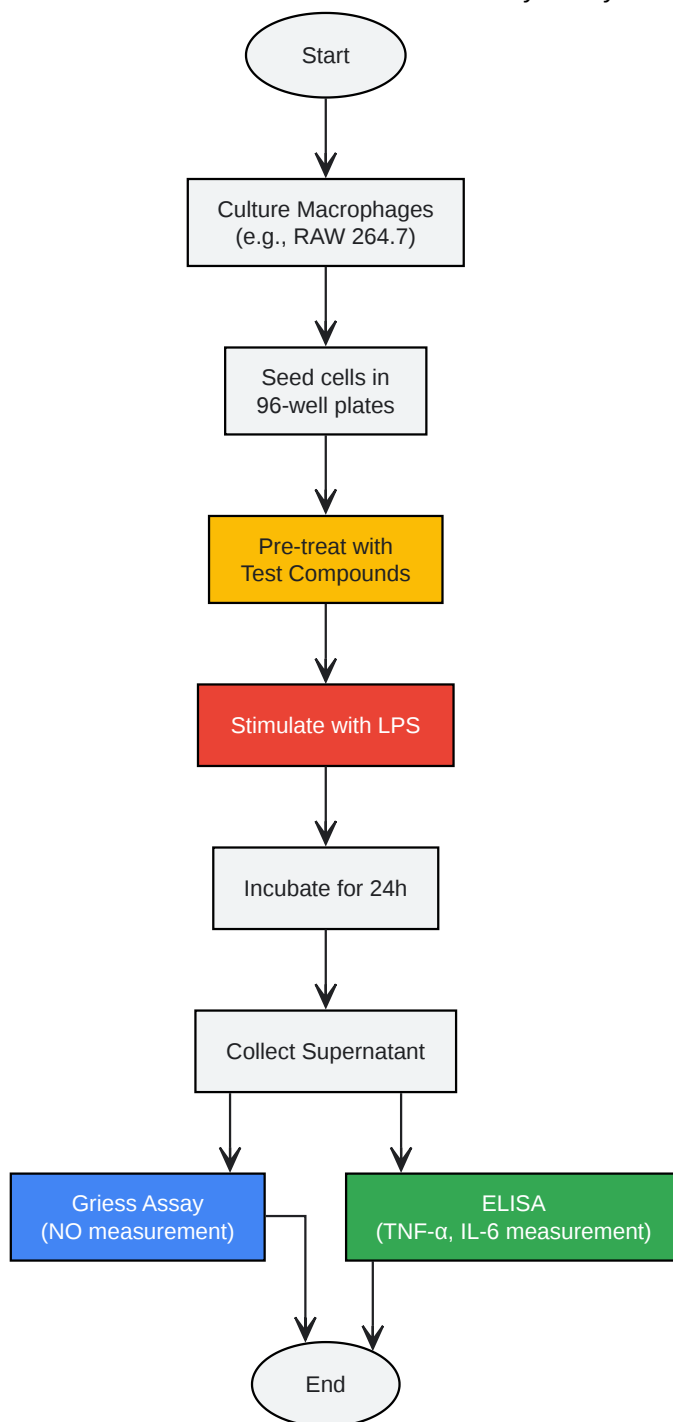 Start
Culture Macrophages
(e.g., RAW 264.7)
Seed cells in
96-well plates
Pre-treat with
Test Compounds
Stimulate with LPS
Incubate for 24h
Collect Supernatant
Griess Assay
(NO measurement)
ELISA
(TNF-α, IL-6 measurement)
End